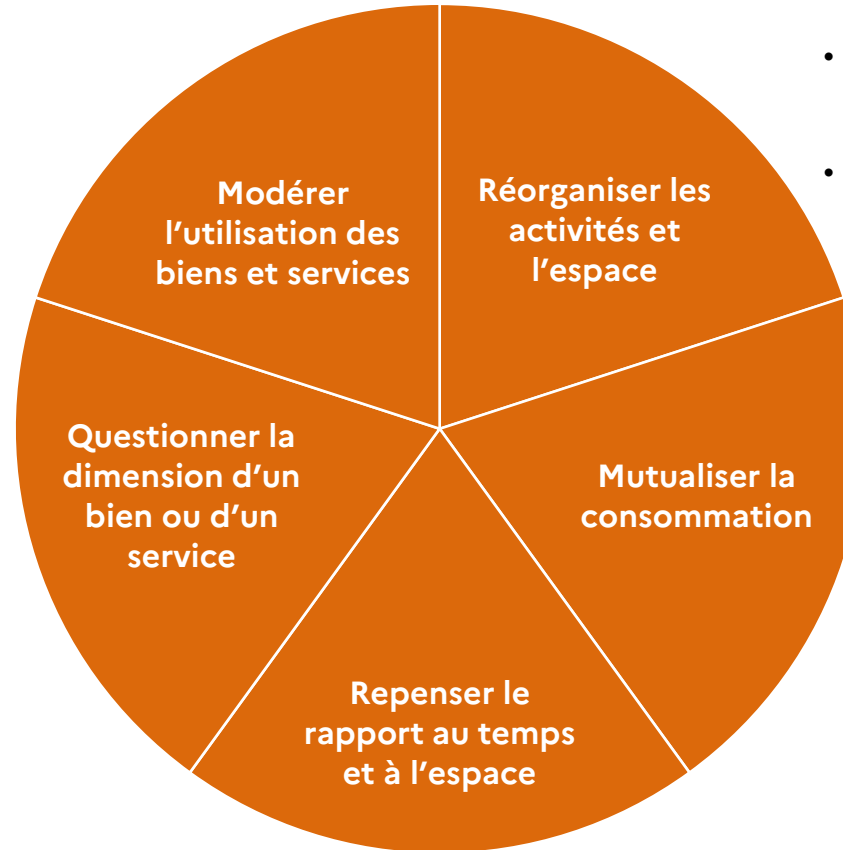 Modérer
l’utilisation des
biens et services
Réorganiser les
activités et
l’espace
Questionner la
dimension d’un
bien ou d’un
service
Mutualiser la
consommation
Repenser le
rapport au temps
et à l’espace